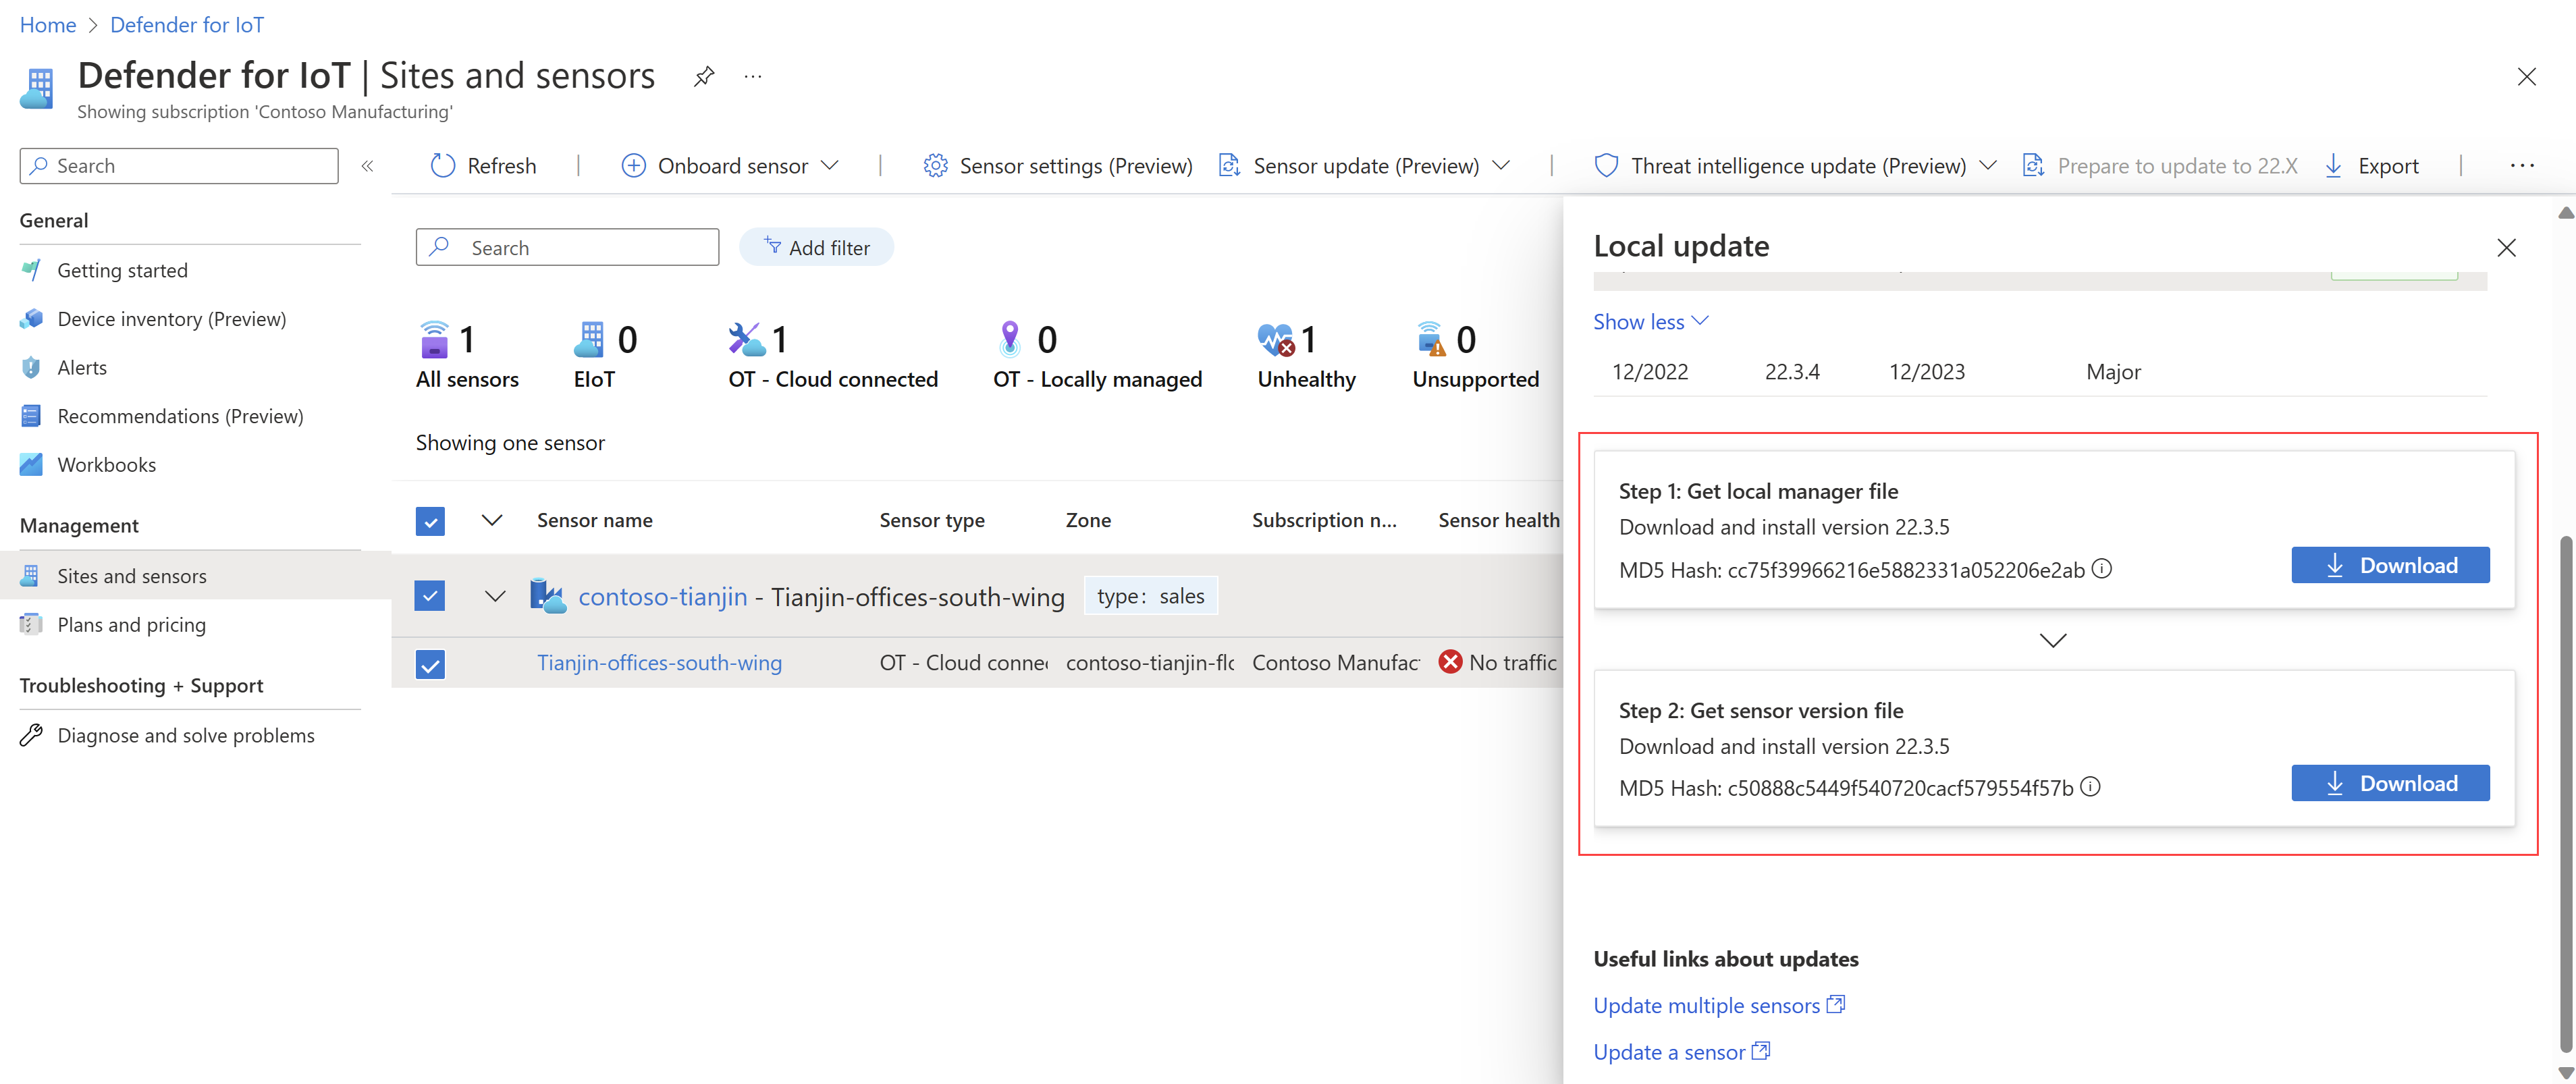 Home > Defender for IoT
Defender for IoT | Sites and sensors
Showing subscription 'Contoso Manufacturing'
Search
General
Getting started
Device inventory (Preview)
Alerts
Recommendations (Preview)
Workbooks
Management
Sites and sensors
Plans and pricing
Troubleshooting + Support
Diagnose and solve problems
Refresh | Onboard sensor | Sensor settings (Preview) Sensor update (Preview) | Threat intelligence update (Preview) Prepare to update to 22.X Export |
Search Add filter
1 0 1 0 1 0
All sensors EIoT OT - Cloud connected OT - Locally managed Unhealthy Unsupported
Showing one sensor
Sensor name Sensor type Zone Subscription n... Sensor health
contoso-tianjin - Tianjin-offices-south-wing type: sales
Tianjin-offices-south-wing OT - Cloud conne contoso-tianjin-flo Contoso Manufac No traffic
Local update
Show less
12/2022 22.3.4 12/2023 Major
Step 1: Get local manager file
Download and install version 22.3.5
MD5 Hash: cc75f39966216e5882331a052206e2ab Download
Step 2: Get sensor version file
Download and install version 22.3.5
MD5 Hash: c50888c5449f540720cacf579554f57b Download
Useful links about updates
Update multiple sensors
Update a sensor